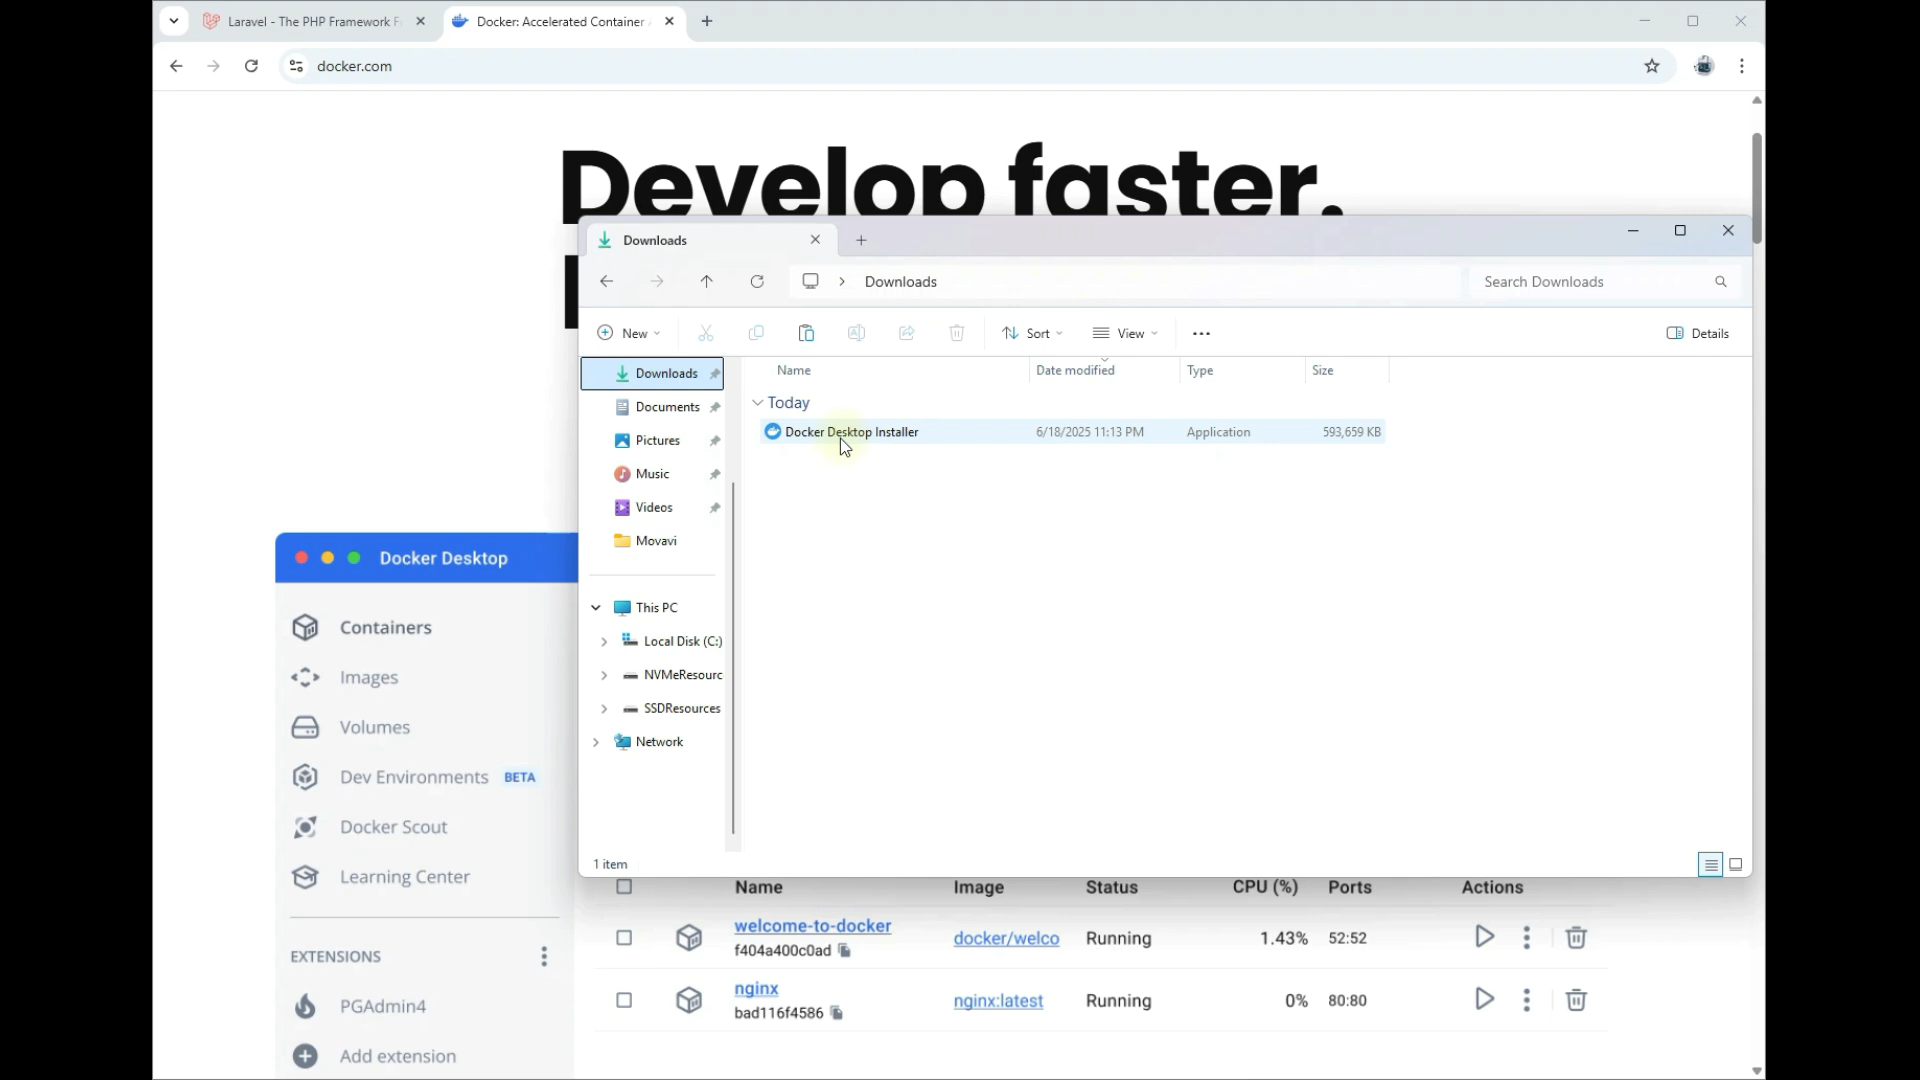 Laravel - The PHP Framework F
Docker: Accelerated Container
docker.com
Develop faster.
Downloads
Downloads
Search Downloads
New
Sort
View
Details
Downloads
Documents
Pictures
Music
Videos
Movavi
This PC
Local Disk (C:)
NVMeResourc
SSDResources
Network
Name
Date modified
Type
Size
Today
Docker Desktop Installer
6/18/2025 11:13 PM
Application
593,659 KB
1 item
Docker Desktop
Containers
Images
Volumes
Dev Environments BETA
Docker Scout
Learning Center
EXTENSIONS
PGAdmin4
Add extension
Name
Image
Status
CPU (%)
Ports
Actions
welcome-to-docker
f404a400c0ad
docker/welco
Running
1.43%
52:52
nginx
bad116f4586
nginx:latest
Running
0%
80:80